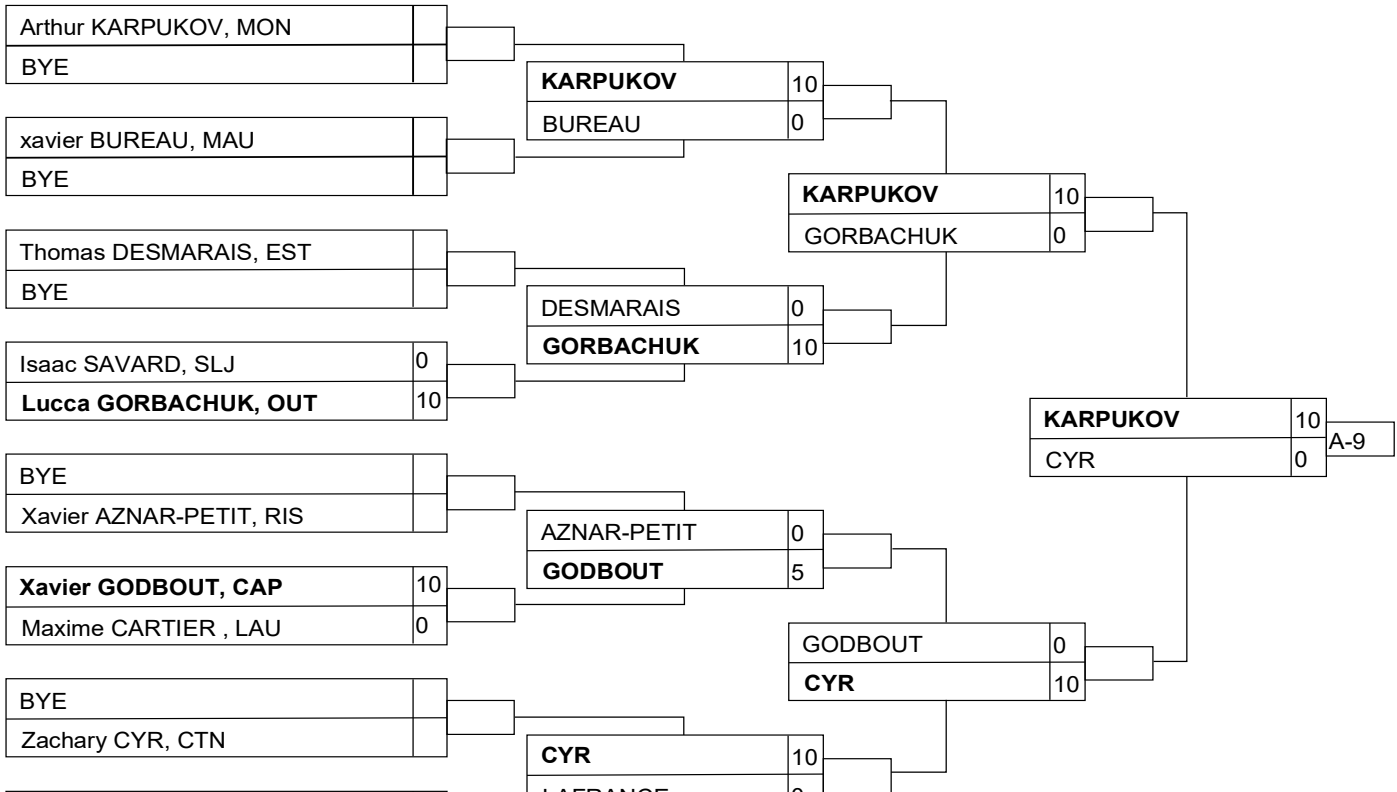 Arthur KARPUKOV, MON
BYE
xavier BUREAU, MAU
BYE
Thomas DESMARAIS, EST
BYE
Isaac SAVARD, SLJ 0
Lucca GORBACHUK, OUT 10
BYE
Xavier AZNAR-PETIT, RIS
Xavier GODBOUT, CAP 10
Maxime CARTIER , LAU 0
BYE
Zachary CYR, CTN
KARPUKOV 10
BUREAU 0
DESMARAIS 0
GORBACHUK 10
AZNAR-PETIT 0
GODBOUT 5
CYR 10
KARPUKOV 10
GORBACHUK 0
GODBOUT 0
CYR 10
KARPUKOV 10
CYR 0
A-9